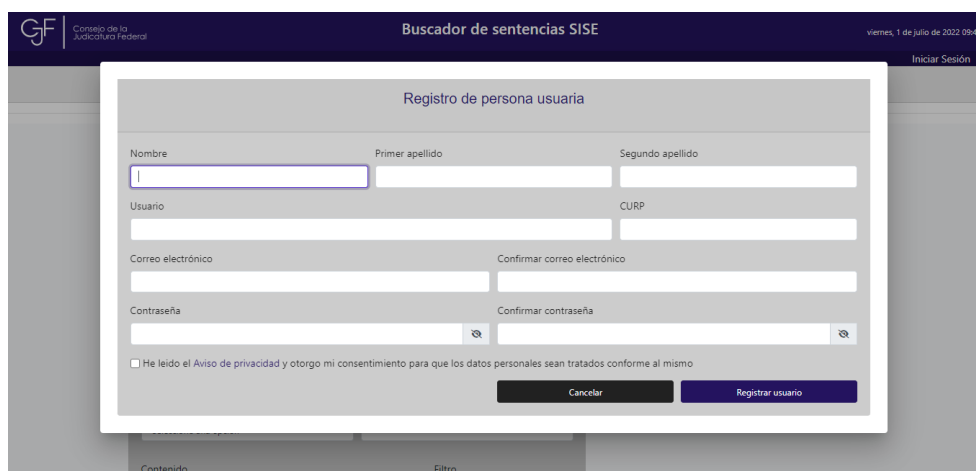 CJF Consejo de la Judicatura Federal
Buscador de sentencias SISE
viernes, 1 de julio de 2022
Iniciar Sesión
Registro de persona usuaria
Nombre Primer apellido Segundo apellido
Usuario CURP
Correo electrónico Confirmar correo electrónico
Contraseña Confirmar contraseña
He leido el Aviso de privacidad y otorgo mi consentimiento para que los datos personales sean tratados conforme al mismo
Cancelar Registrar usuario
Contenido Filtro